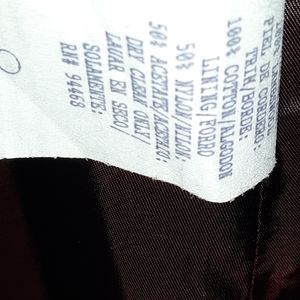 PIEL DE CORDERO:
TRIM/BORDE:
100% COTTON/ALGODON
LINING/FORRO
50% NYLON/NILON:
50% ACETATE/ACETATO:
DRY CLEAN ONLY
LAVAR EN SECO/
SOLAMENTE:
RN# 94468